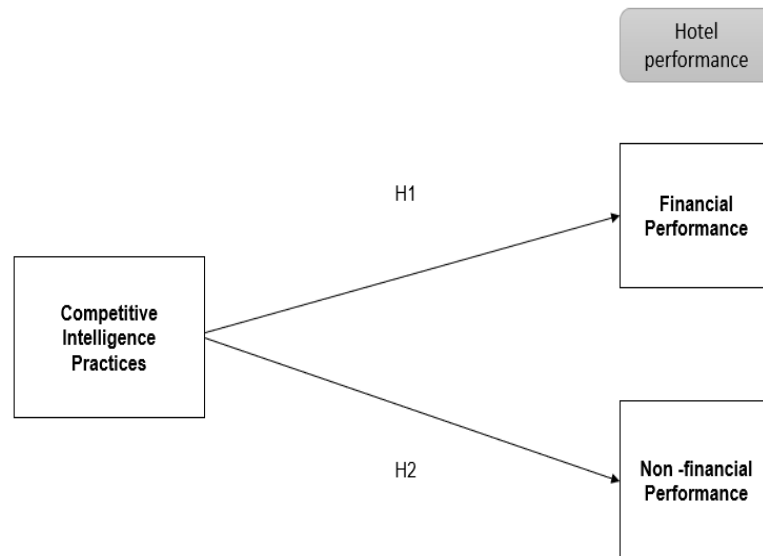 Hotel
performance
H1
Financial
Performance
Competitive
Intelligence
Practices
H2
Non -financial
Performance